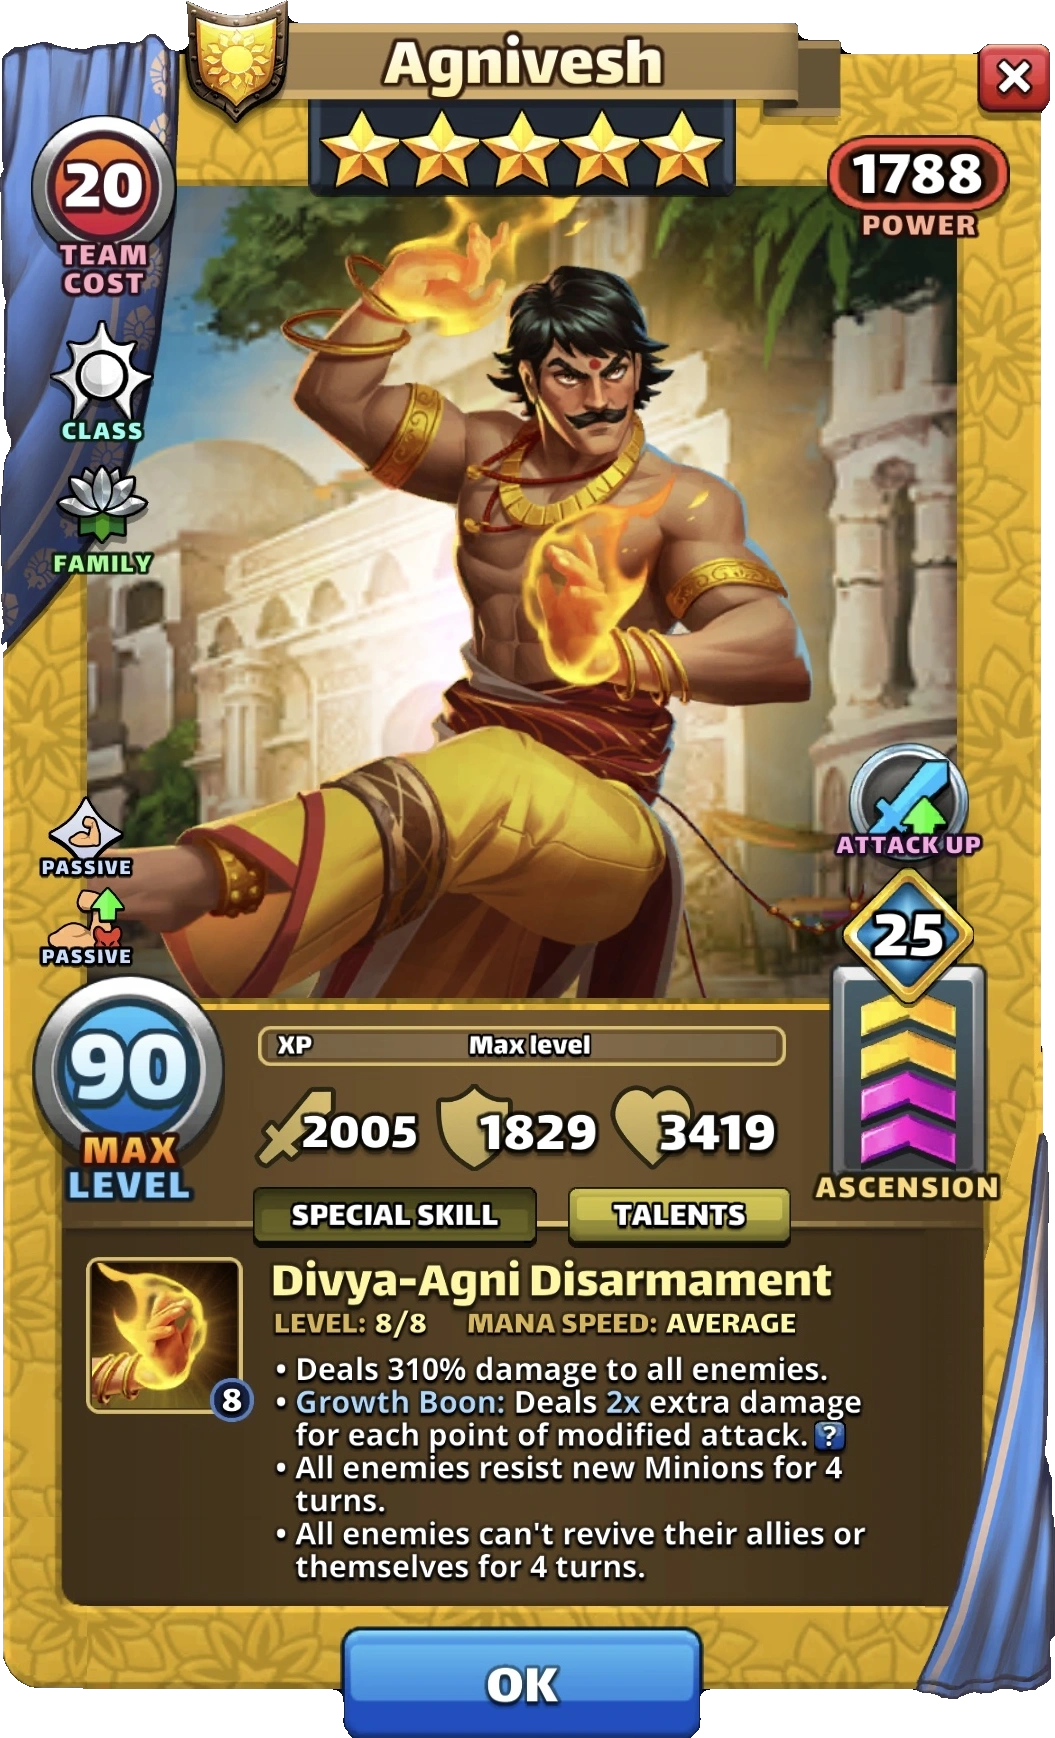 Agnivesh
20
TEAM
COST
1788
POWER
CLASS
FAMILY
PASSIVE
PASSIVE
ATTACK UP
25
90
MAX
LEVEL
XP Max level
2005 1829 3419
ASCENSION
SPECIAL SKILL TALENTS
Divya-Agni Disarmament
LEVEL: 8/8 MANA SPEED: AVERAGE
8
• Deals 310% damage to all enemies.
• Growth Boon: Deals 2x extra damage
for each point of modified attack. ?
• All enemies resist new Minions for 4
turns.
• All enemies can't revive their allies or
themselves for 4 turns.
OK